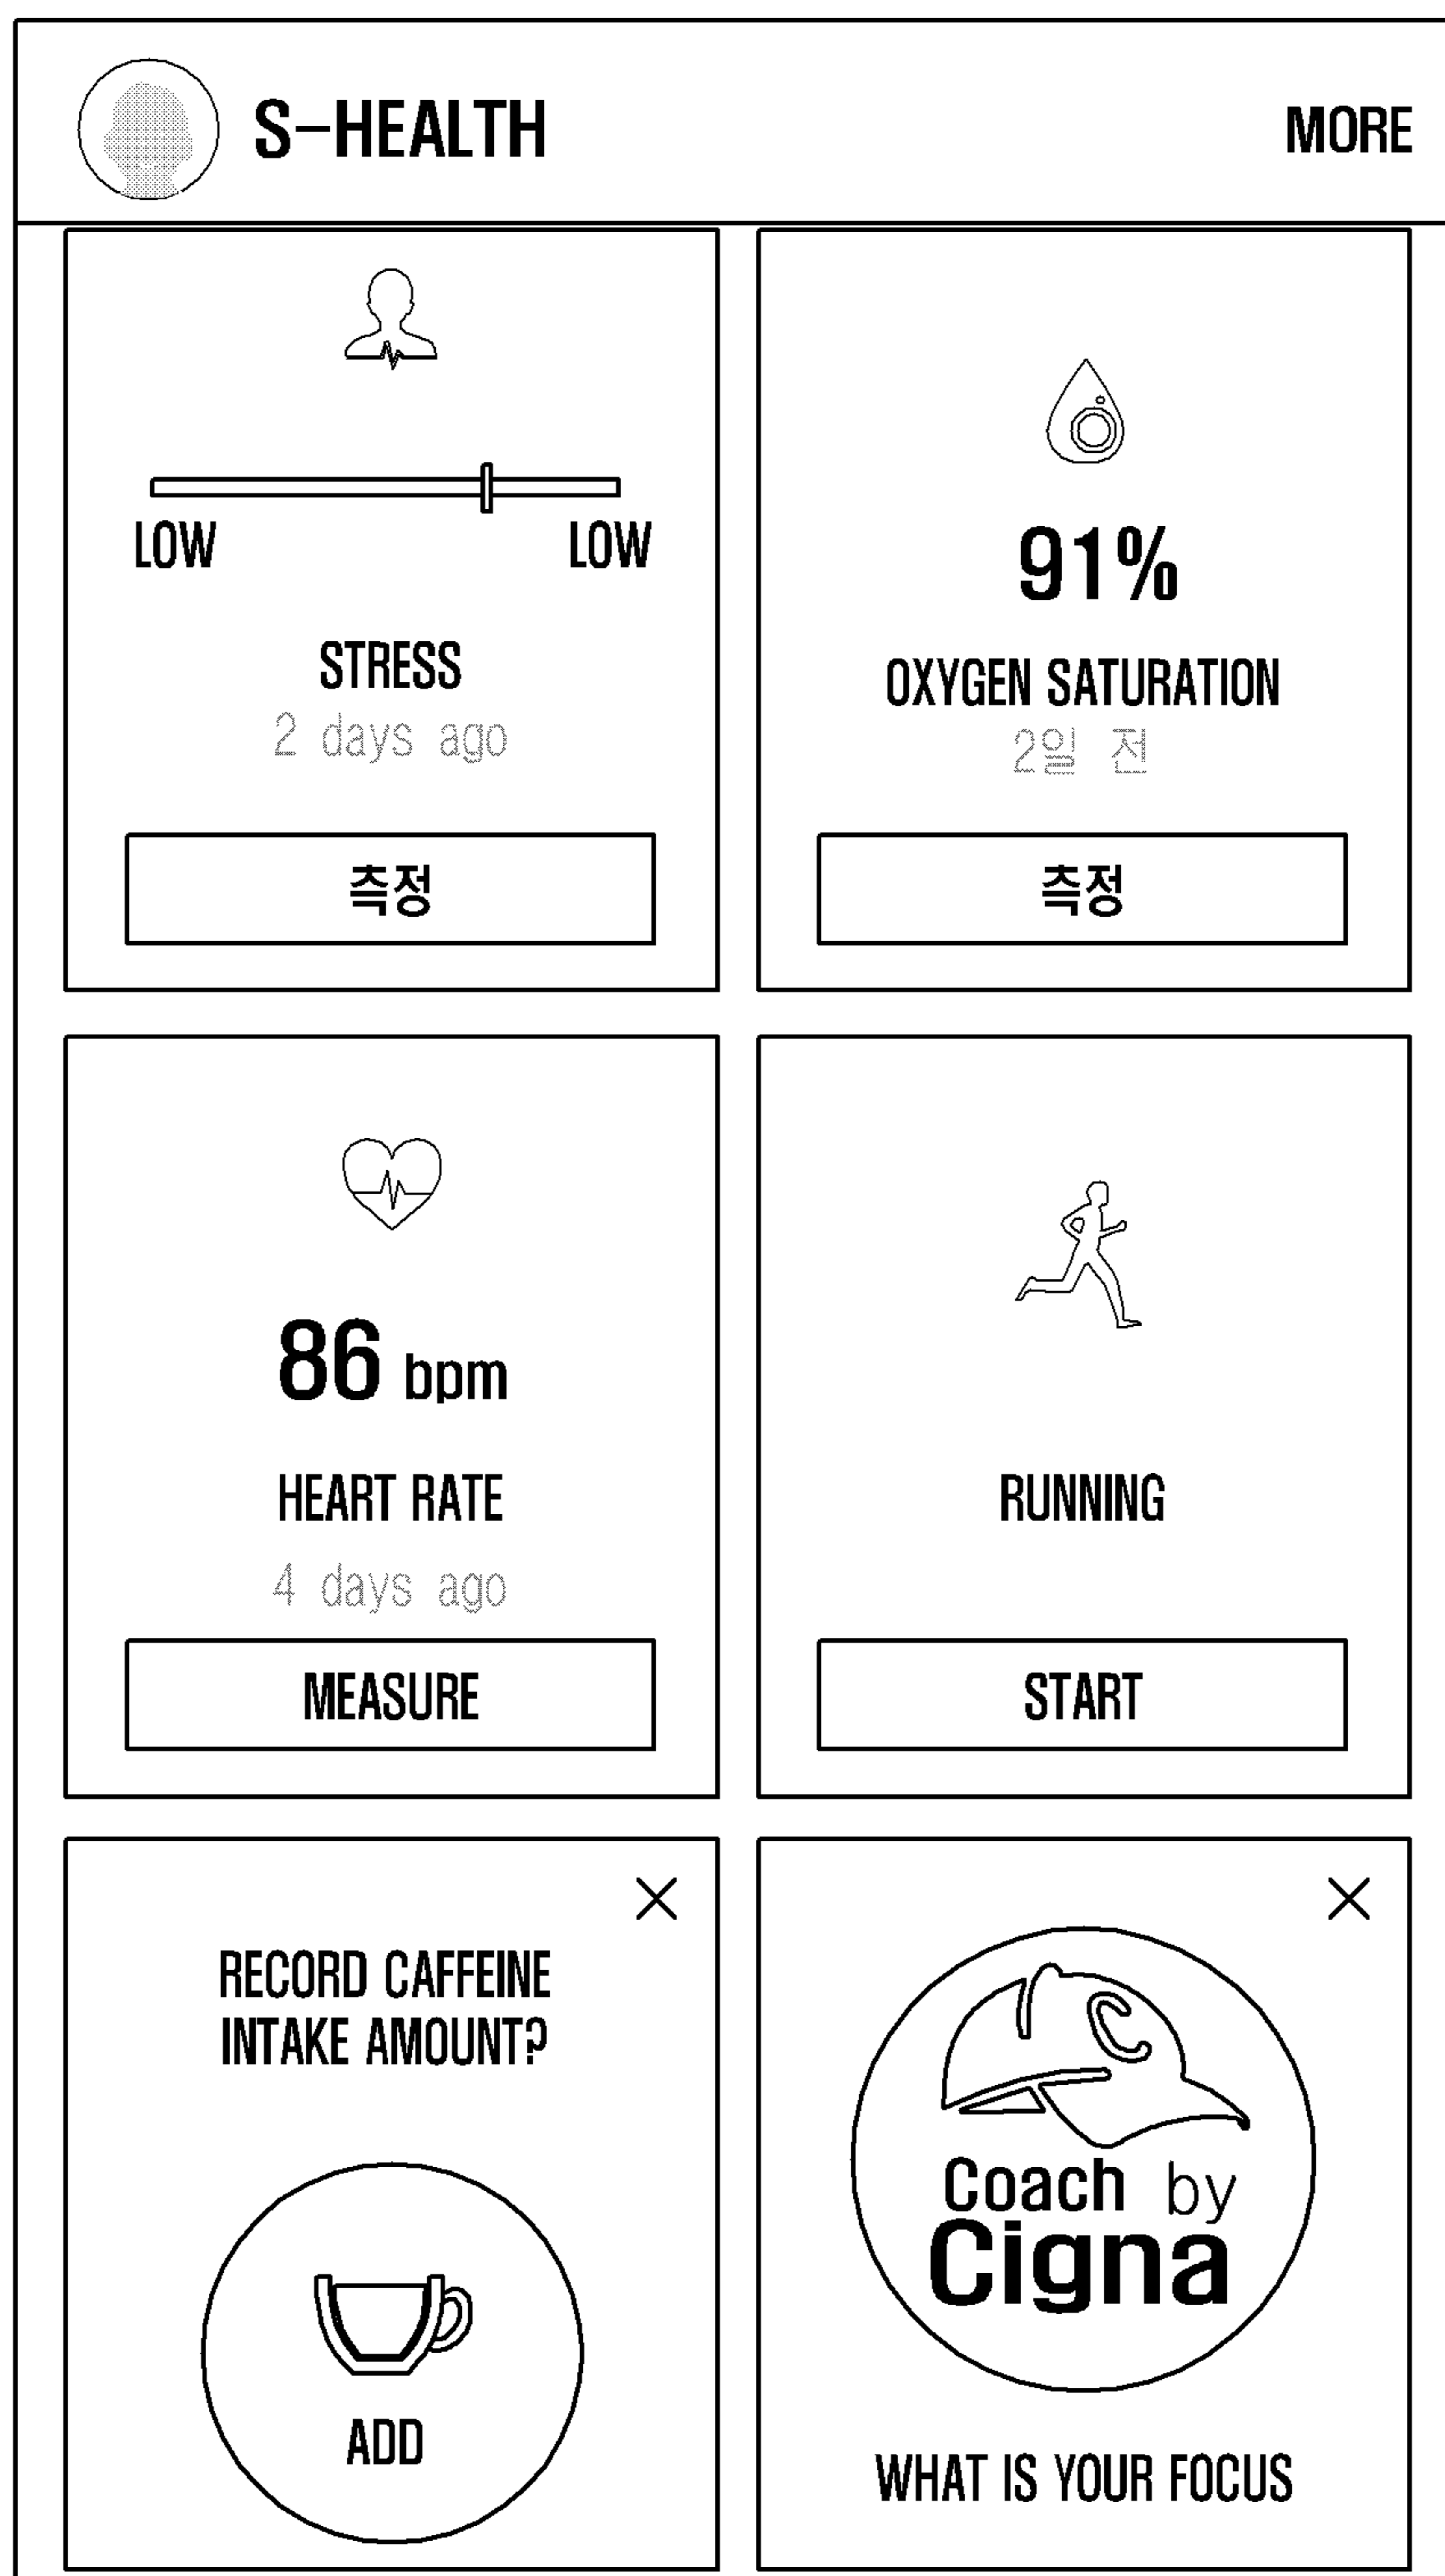 S-HEALTH
MORE
LOW LOW
STRESS
2 days ago
측정
91%
OXYGEN SATURATION
2일 전
측정
86 bpm
HEART RATE
4 days ago
MEASURE
RUNNING
START
RECORD CAFFEINE
INTAKE AMOUNT?
ADD
C
Coach by
Cigna
WHAT IS YOUR FOCUS